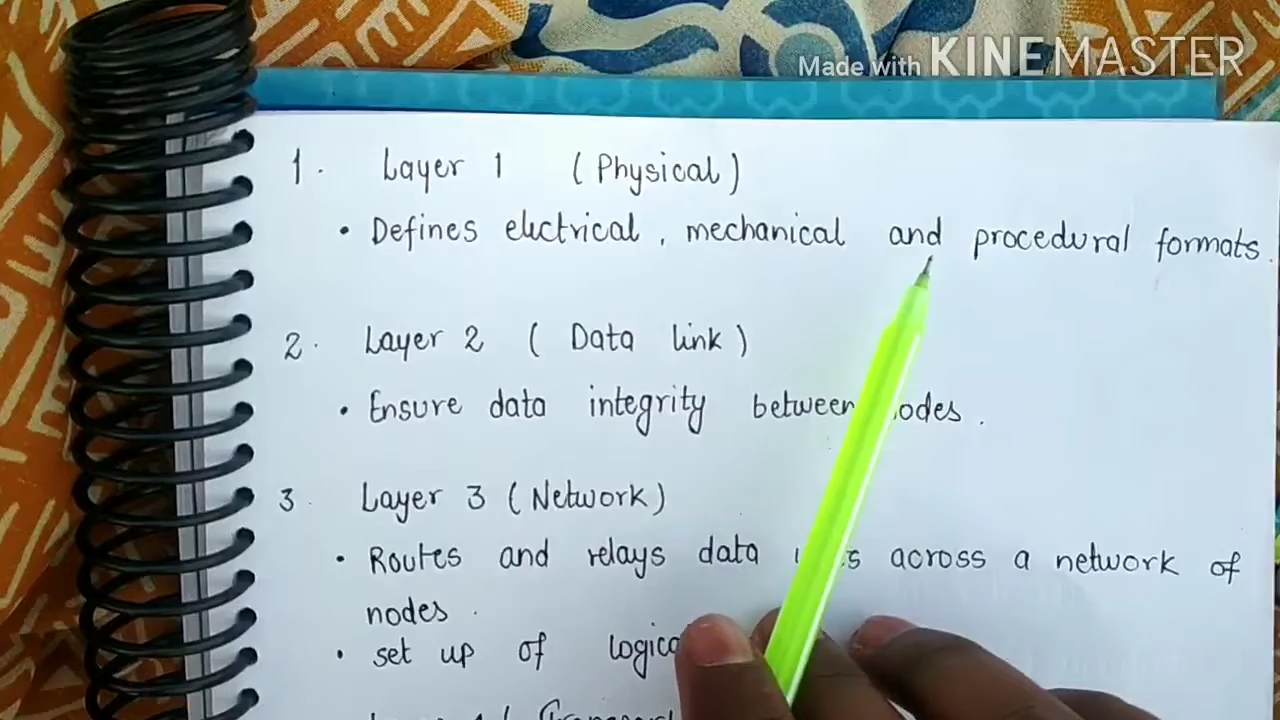 Made with KINEMASTER
1. Layer 1 (Physical)
• Defines electrical, mechanical and procedural formats.
2. Layer 2 (Data link)
• Ensure data integrity between
3. Layer 3 (Network)
• Routes and relays data across a network of
nodes.
• set up of